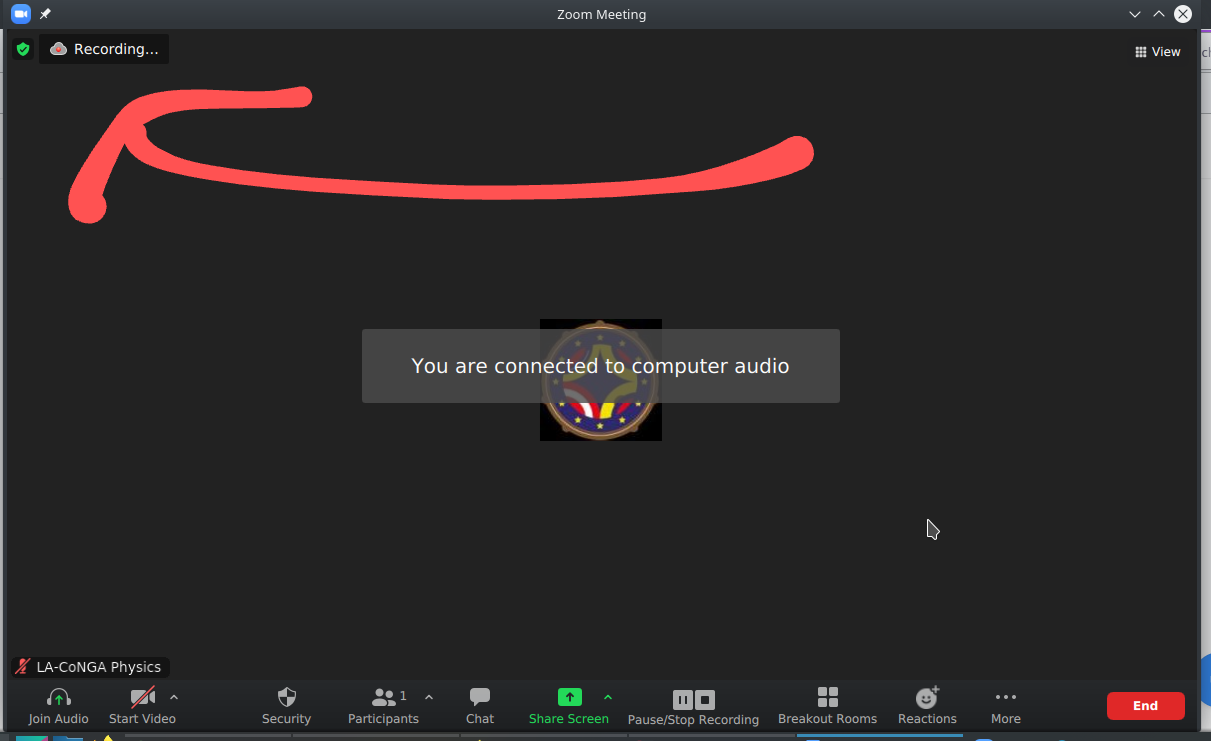 Zoom Meeting
Recording...
View
You are connected to computer audio
LA-CoNGA Physics
Join Audio
Start Video
Security
Participants
1
Chat
Share Screen
Pause/Stop Recording
Breakout Rooms
Reactions
More
End